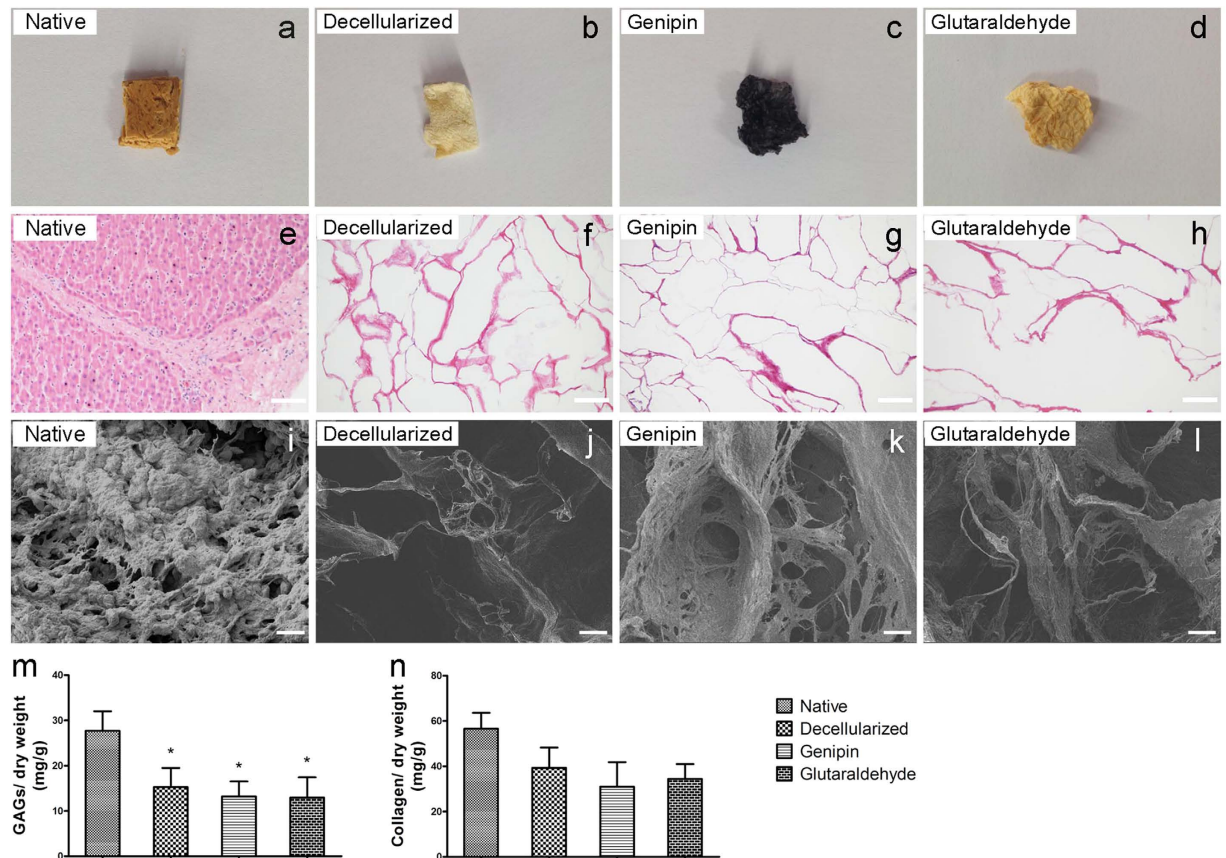 Native a
Decellularized b
Genipin c
Glutaraldehyde d
Native e
Decellularized f
Genipin g
Glutaraldehyde h
Native i
Decellularized j
Genipin k
Glutaraldehyde l
m
GAGs/ dry weight
(mg/g)
40
30
20
10
0
* * *
n
Collagen/ dry weight
(mg/g)
80
60
40
20
0
Native
Decellularized
Genipin
Glutaraldehyde